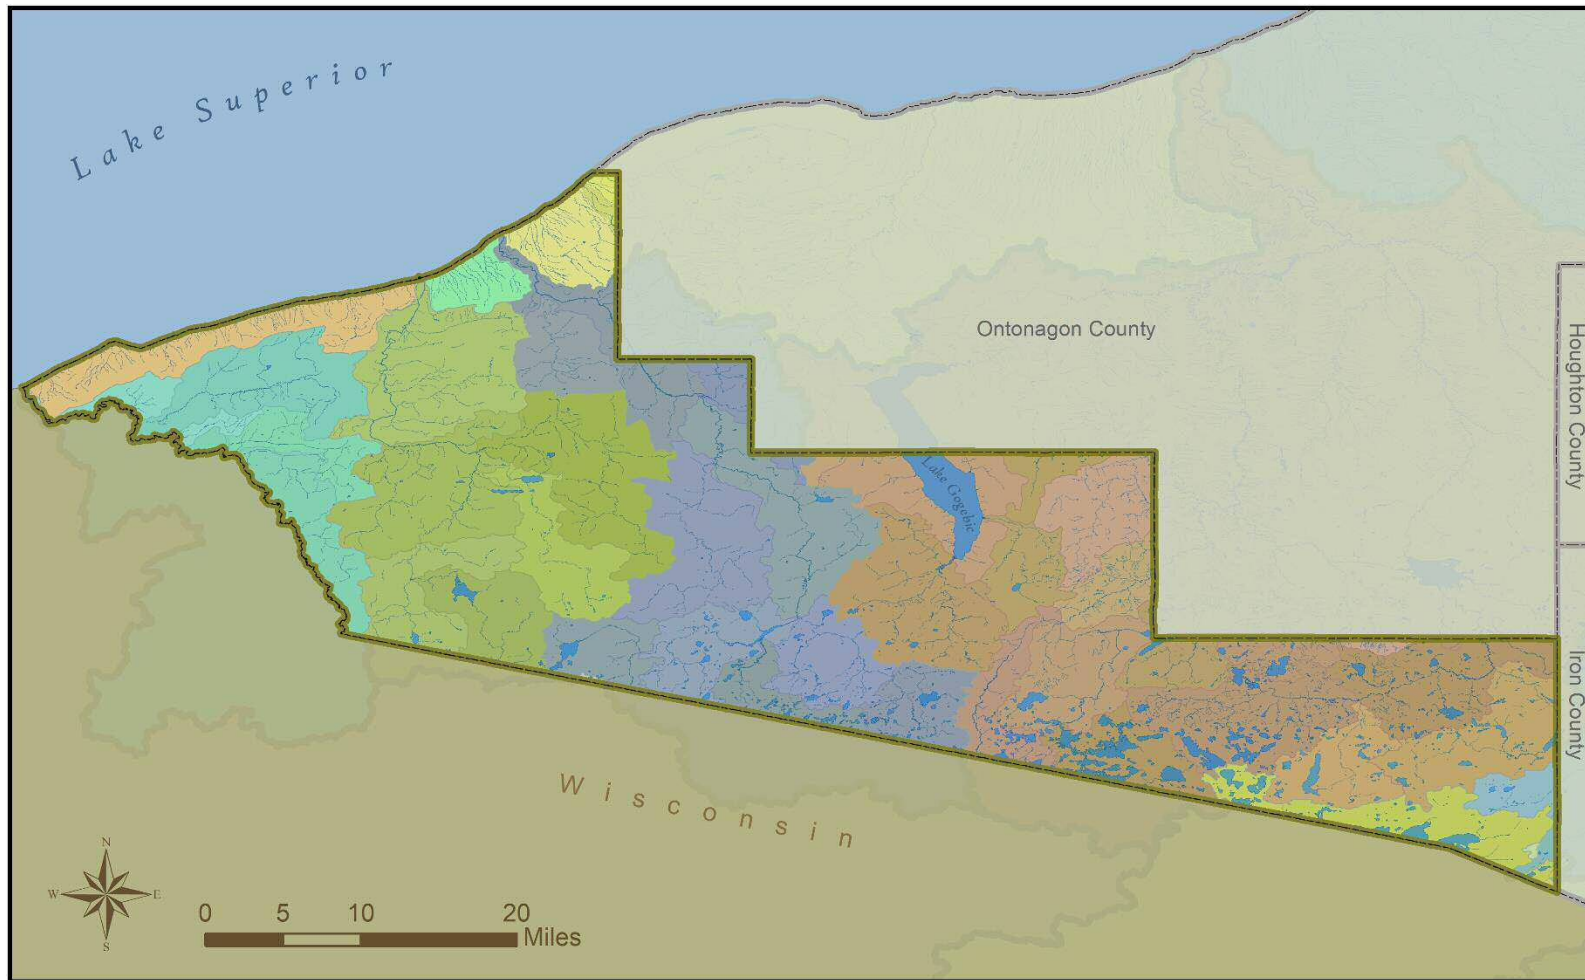 Lake Superior
Ontonagon County
Houghton County
Lake Gogebic
Iron County
Wisconsin
N
W E
S
0 5 10 20
Miles